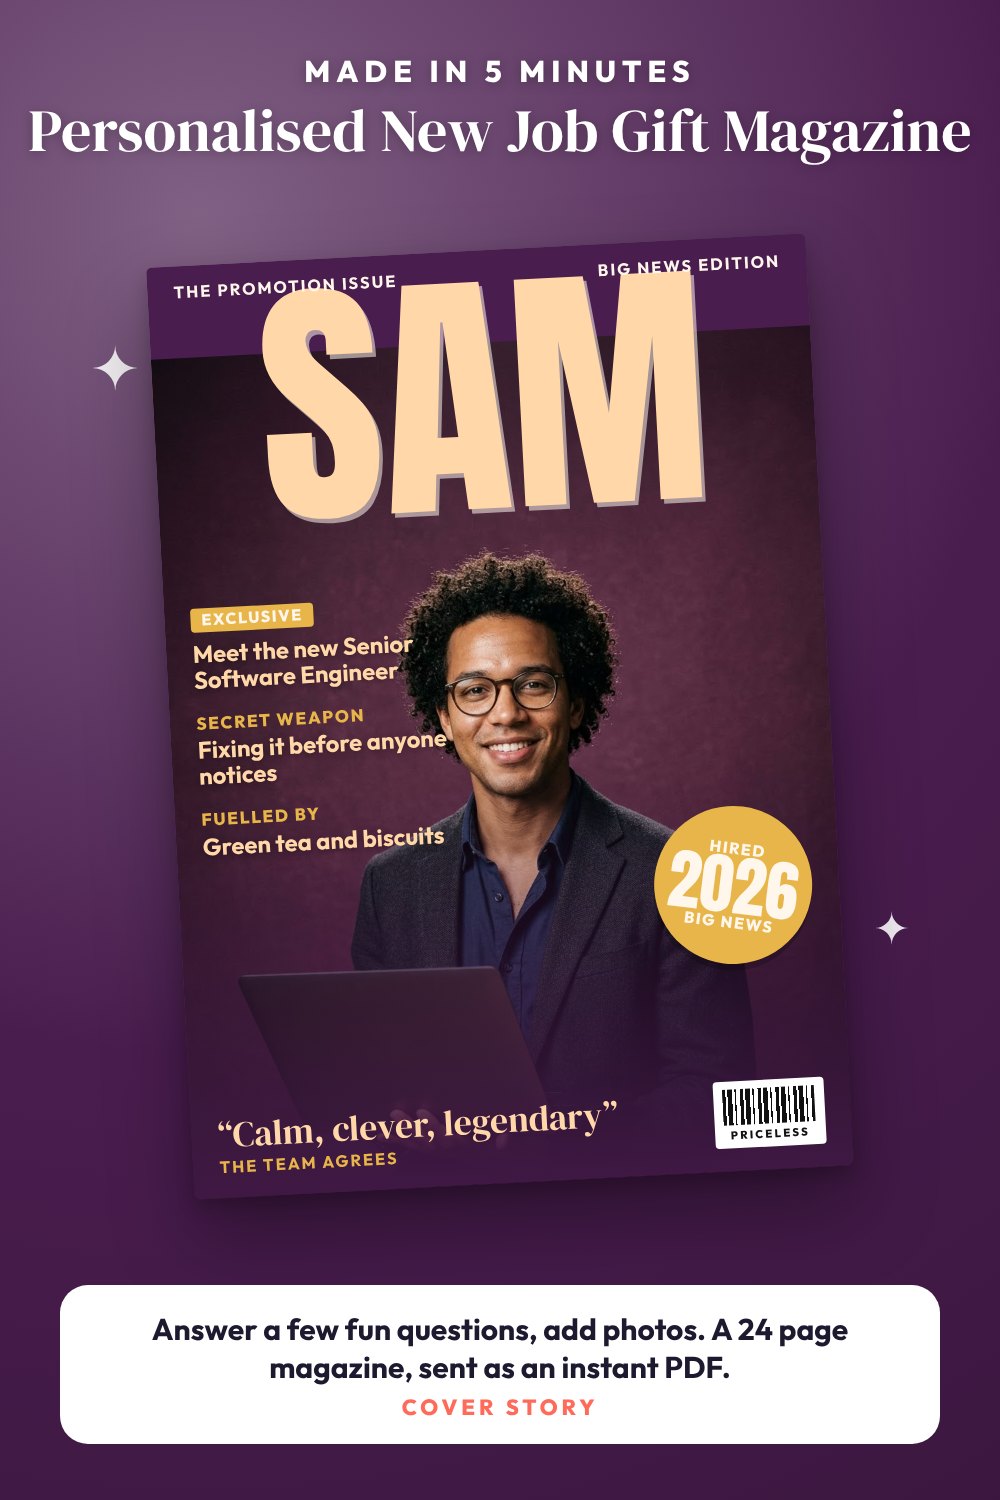 MADE IN 5 MINUTES
Personalised New Job Gift Magazine
THE PROMOTION ISSUE
BIG NEWS EDITION
SAM
EXCLUSIVE
Meet the new Senior
Software Engineer
SECRET WEAPON
Fixing it before anyone
notices
FUELLED BY
Green tea and biscuits
HIRED
2026
BIG NEWS
“Calm, clever, legendary”
THE TEAM AGREES
PRICELESS
Answer a few fun questions, add photos. A 24 page
magazine, sent as an instant PDF.
COVER STORY